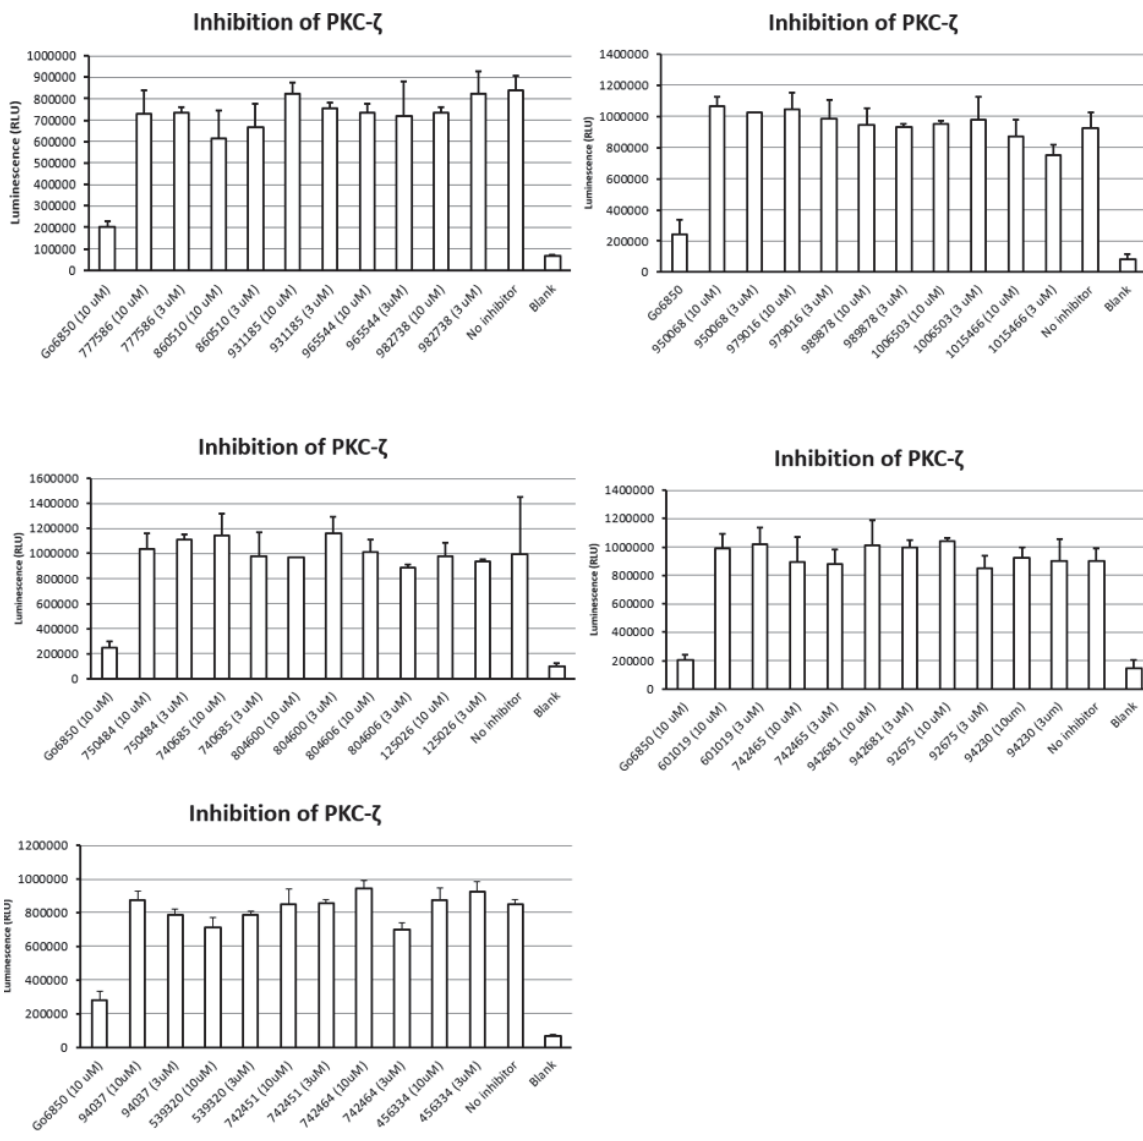 Inhibition of PKC-ζ
Luminescence (RLU)
1000000
900000
800000
700000
600000
500000
400000
300000
200000
100000
0
Go6850 (10 uM)
777586 (10 uM)
777586 (3 uM)
860510 (10 uM)
860510 (3 uM)
931185 (10 uM)
931185 (3 uM)
965544 (10 uM)
965544 (3uM)
982738 (10 uM)
982738 (3 uM)
No inhibitor
Blank
Inhibition of PKC-ζ
Luminescence (RLU)
1400000
1200000
1000000
800000
600000
400000
200000
0
Go6850
950068 (10 uM)
950068 (3 uM)
979016 (10 uM)
979016 (3 uM)
989878 (10 uM)
989878 (3 uM)
1006503 (10 uM)
1006503 (3 uM)
1015466 (10 uM)
1015466 (3 uM)
No inhibitor
Blank
Inhibition of PKC-ζ
Luminescence (RLU)
1600000
1400000
1200000
1000000
800000
600000
400000
200000
0
Go6850 (10 uM)
750484 (10 uM)
750484 (3 uM)
740685 (10 uM)
740685 (3 uM)
804600 (10 uM)
804600 (3 uM)
804606 (10 uM)
804606 (3 uM)
125026 (10 uM)
125026 (3 uM)
No inhibitor
Blank
Inhibition of PKC-ζ
Luminescence (RLU)
1400000
1200000
1000000
800000
600000
400000
200000
0
Go6850 (10 uM)
601019 (10 uM)
601019 (3 uM)
742465 (10 uM)
742465 (3 uM)
942681 (10 uM)
942681 (3 uM)
92675 (10 uM)
92675 (3 uM)
94230 (10um)
94230 (3um)
No inhibitor
Blank
Inhibition of PKC-ζ
Luminescence (RLU)
1200000
1000000
800000
600000
400000
200000
0
Go6850 (10 uM)
94037 (10uM)
94037 (3uM)
539320 (10uM)
539320 (3uM)
742451 (10uM)
742451 (3uM)
742464 (10uM)
742464 (3uM)
456334 (10uM)
456334 (3uM)
No inhibitor
Blank